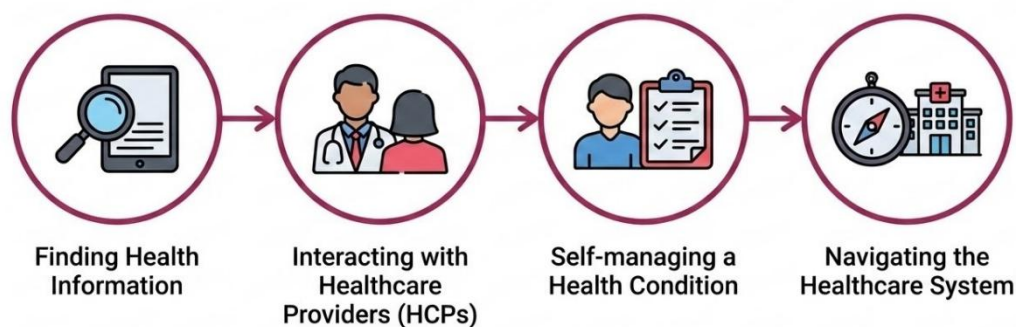 Finding Health
Information
Interacting with
Healthcare
Providers (HCPs)
Self-managing a
Health Condition
Navigating the
Healthcare System